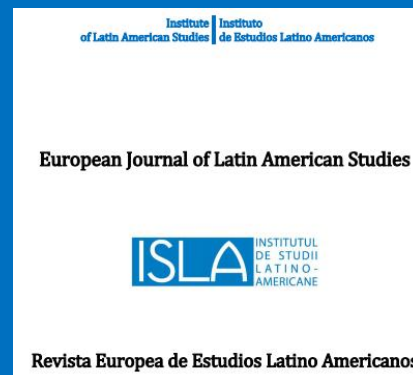 Institute Instituto
of Latin American Studies de Estudios Latino Americanos
European Journal of Latin American Studies
ISLA
INSTITUTUL
DE STUDII
LATINO-
AMERICANE
Revista Europea de Estudios Latino Americanos